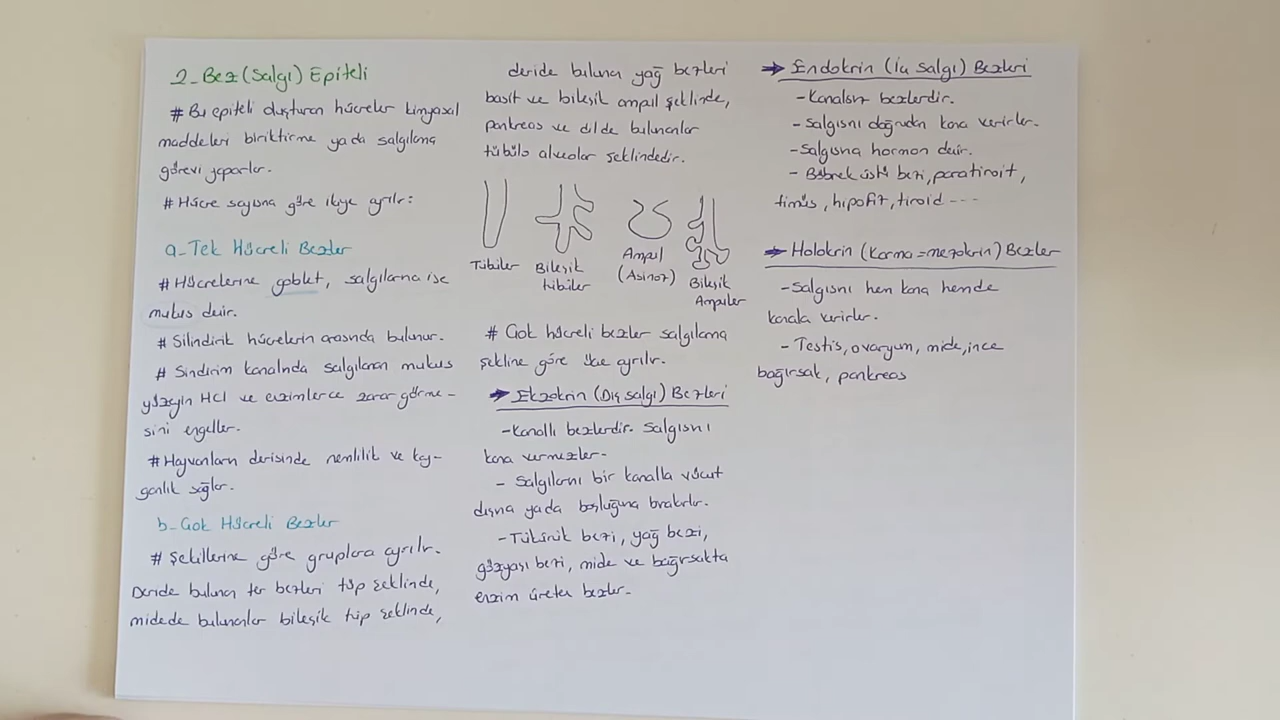 2-Bez (Salgı) Epiteli
# Bu epiteli oluşturan hücreler kimyasal
maddeleri biriktirme ya da salgılama
görevi yaparlar.
# Hücre sayısına göre ikiye ayrılır:
a-Tek Hücreli Bezler
# Hücrelerine goblet, salgılarına ise
mukus denir.
# Silindirik hücrelerin arasında bulunur.
# Sindirim kanalında salgılanan mukus
yüzeyin HCl ve enzimlerce zarar görme-
sini engeller.
# Hayvanların derisinde nemlilik ve kay-
ganlık sağlar.
b-Çok Hücreli Bezler
# Şekillerine göre gruplara ayrılır.
Deride bulunan ter bezleri tüp şeklinde,
midede bulunanlar bileşik tüp şeklinde,
deride bulunan yağ bezleri
basit ve bileşik ampul şeklinde,
pankreas ve dilde bulunanlar
tübülo alveolar şeklindedir.
Tübüler
Bileşik
tübüler
Ampul
(Asinoz)
Bileşik
Ampuller
# Çok hücreli bezler salgılama
şekline göre üçe ayrılır.
→ Ekzokrin (Dış salgı) Bezleri
-Kanallı bezlerdir. Salgısını
kana vermezler.
- Salgılarını bir kanalla vücut
dışına yada boşluğuna bırakırlar.
-Tükürük bezi, yağ bezi,
gözyaşı bezi, mide ve bağırsakta
enzim üreten bezler.
→ Endokrin (İç salgı) Bezleri
-Kanalsız bezlerdir.
-Salgısını doğrudan kana verirler.
-Salgısına hormon denir.
- Böbrek üstü bezi, paratiroit,
timüs, hipofiz, tiroid ---
→ Holokrin (Karma=mezokrin) Bezler
-Salgısını hem kana hemde
kanala verirler.
- Testis, ovaryum, mide, ince
bağırsak, pankreas